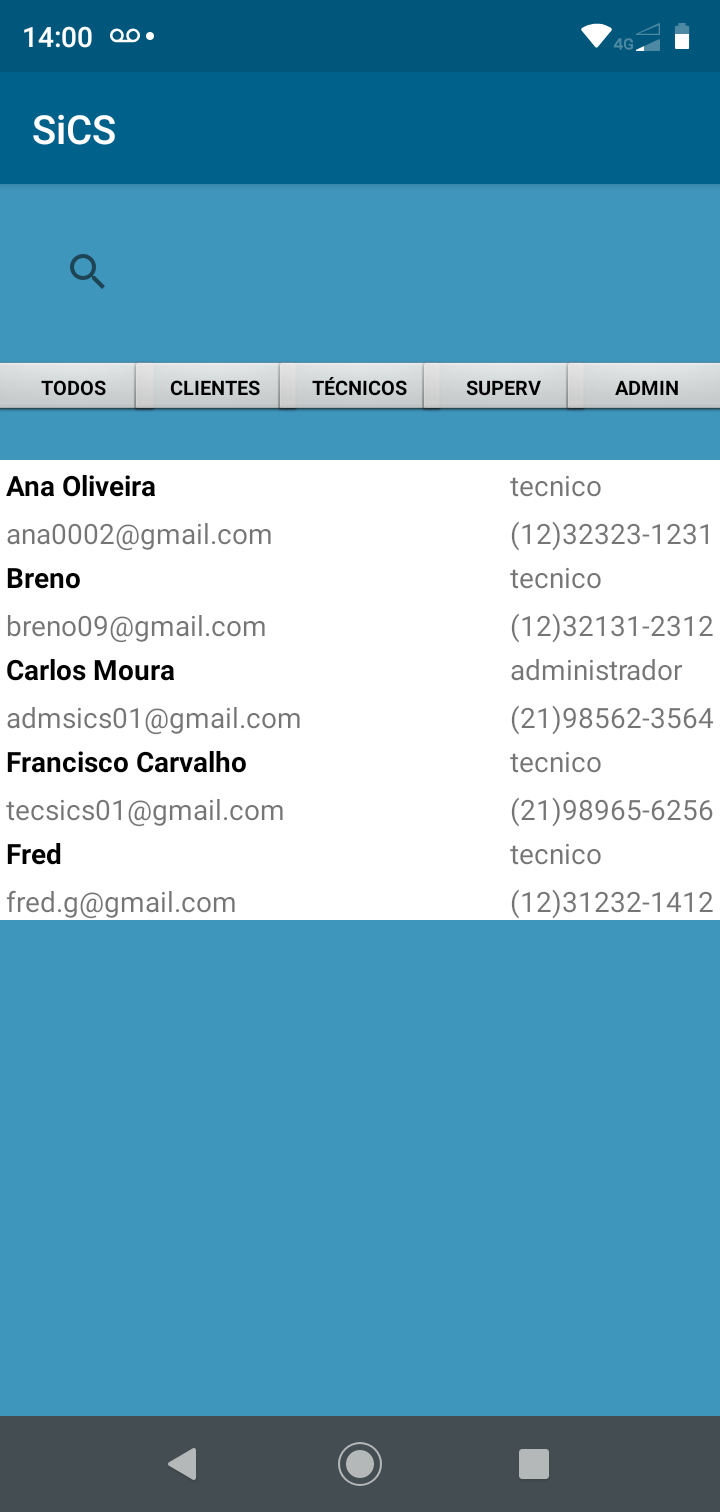 14:00
4G
SiCS
TODOS CLIENTES TÉCNICOS SUPERV ADMIN
Ana Oliveira tecnico
ana0002@gmail.com (12)32323-1231
Breno tecnico
breno09@gmail.com (12)32131-2312
Carlos Moura administrador
admsics01@gmail.com (21)98562-3564
Francisco Carvalho tecnico
tecsics01@gmail.com (21)98965-6256
Fred tecnico
fred.g@gmail.com (12)31232-1412